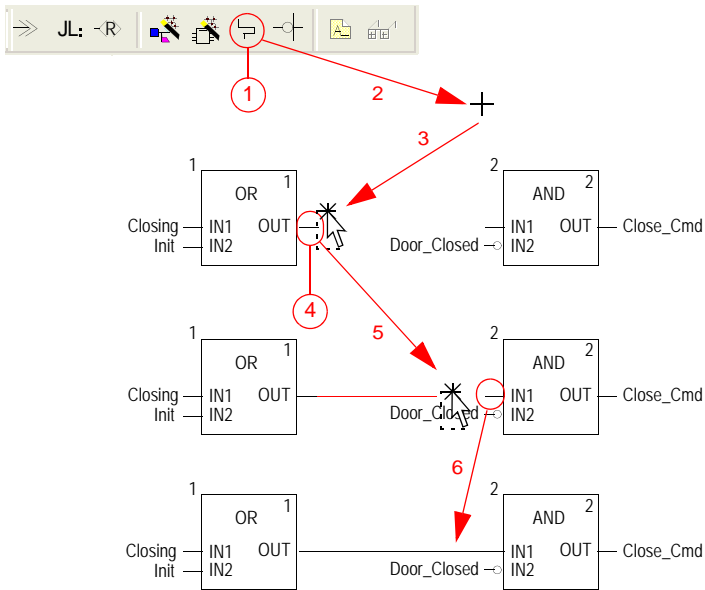 JL: R
1 2
3
1 2
OR 1 AND 2
Closing IN1 OUT IN1 OUT Close_Cmd
Init IN2 Door_Closed IN2
4
5
1 2
OR 1 AND 2
Closing IN1 OUT IN1 OUT Close_Cmd
Init IN2 Door_Closed IN2
6
1 2
OR 1 AND 2
Closing IN1 OUT IN1 OUT Close_Cmd
Init IN2 Door_Closed IN2